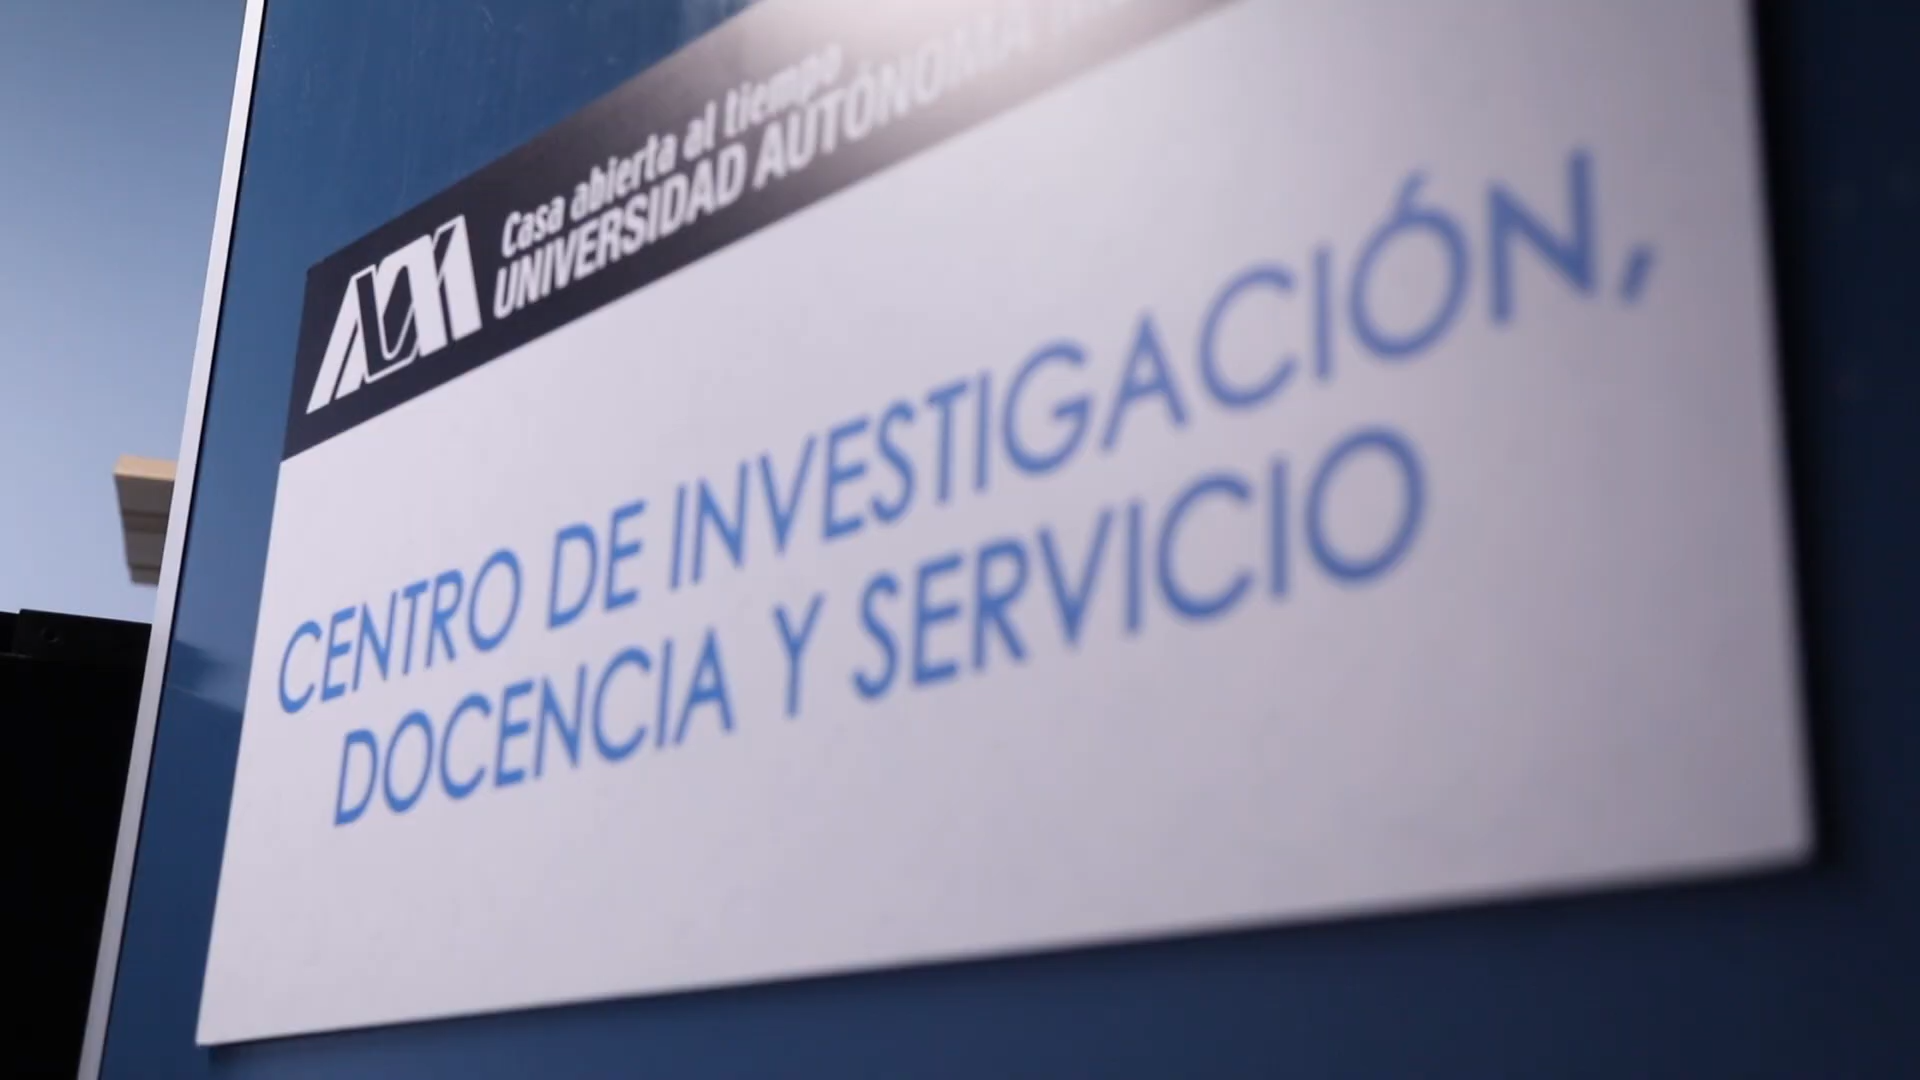 Casa abierta al tiempo
UNIVERSIDAD AUTÓNOMA
CENTRO DE INVESTIGACIÓN,
DOCENCIA Y SERVICIO